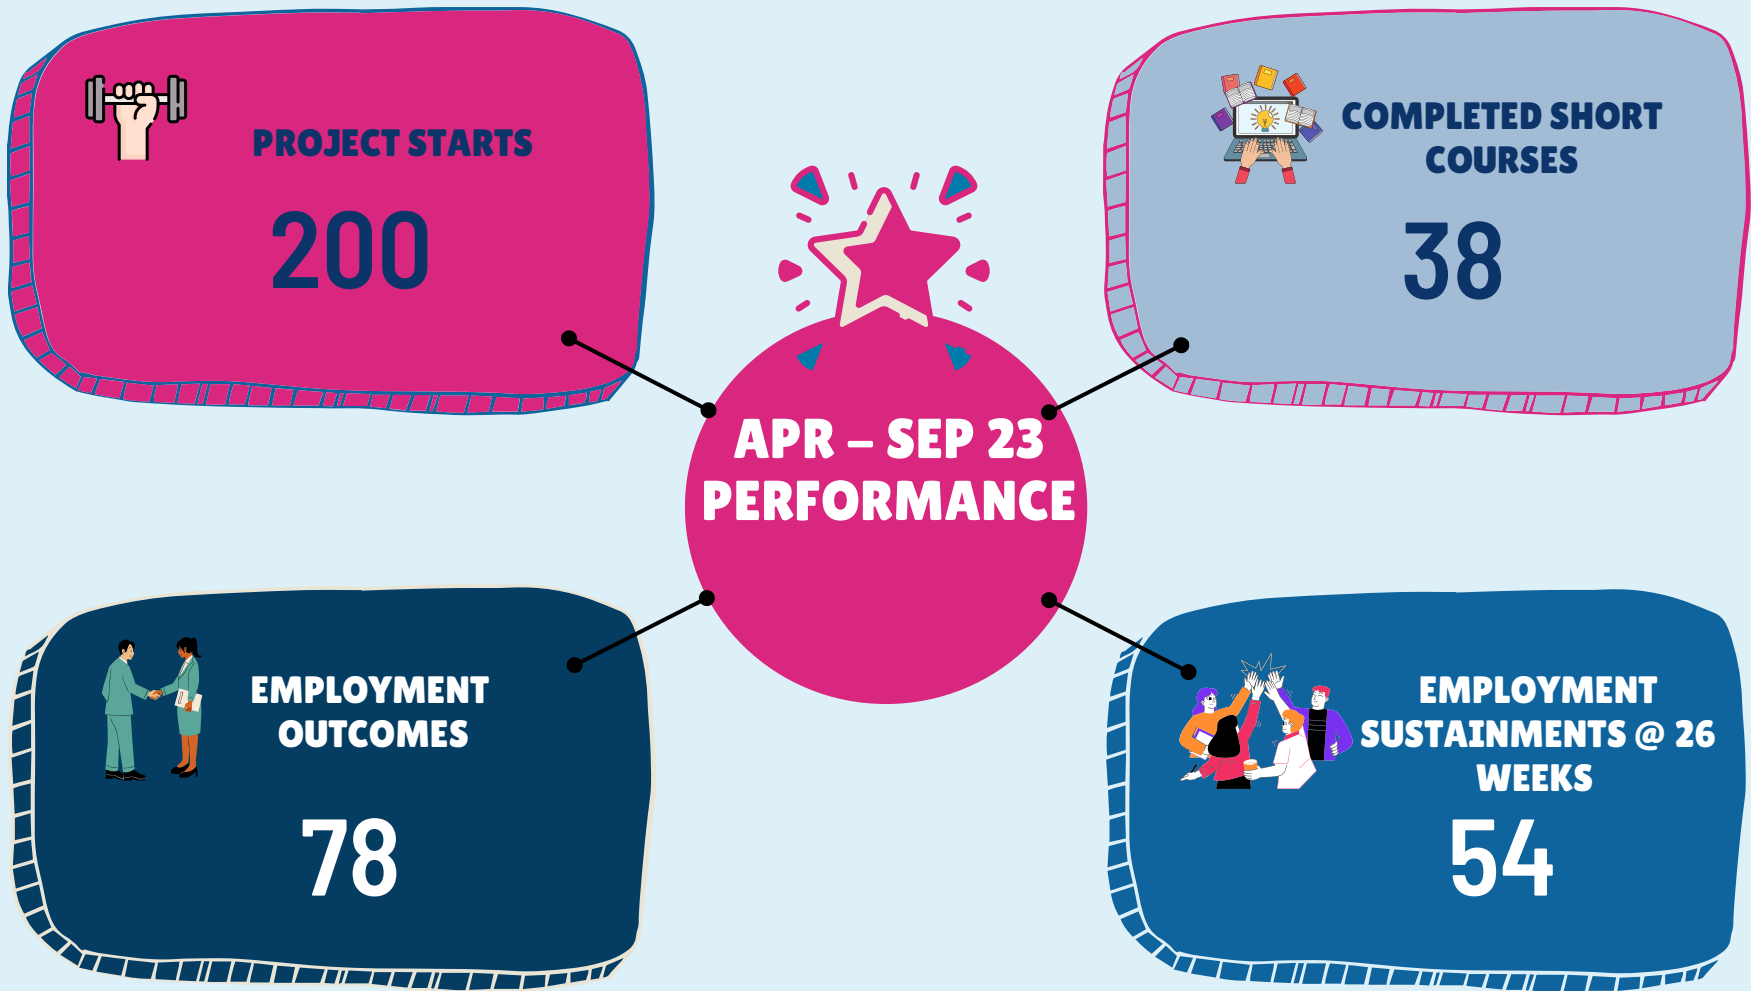 PROJECT STARTS
200
COMPLETED SHORT
COURSES
38
APR – SEP 23
PERFORMANCE
EMPLOYMENT
OUTCOMES
78
EMPLOYMENT
SUSTAINMENTS @ 26
WEEKS
54